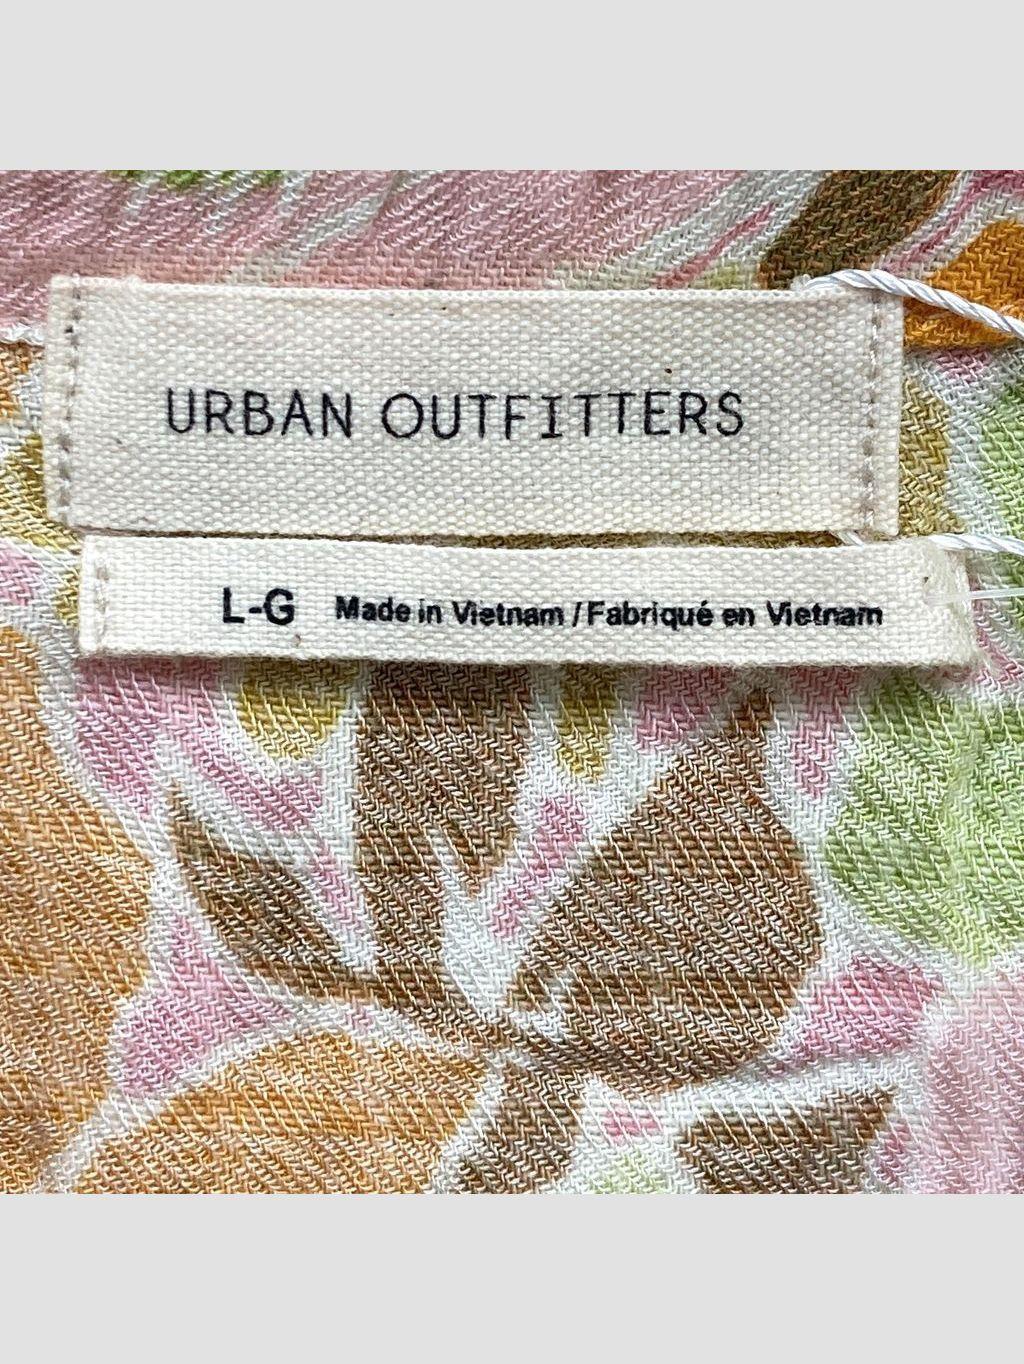 URBAN OUTFITTERS
L-G Made in Vietnam / Fabriqué en Vietnam